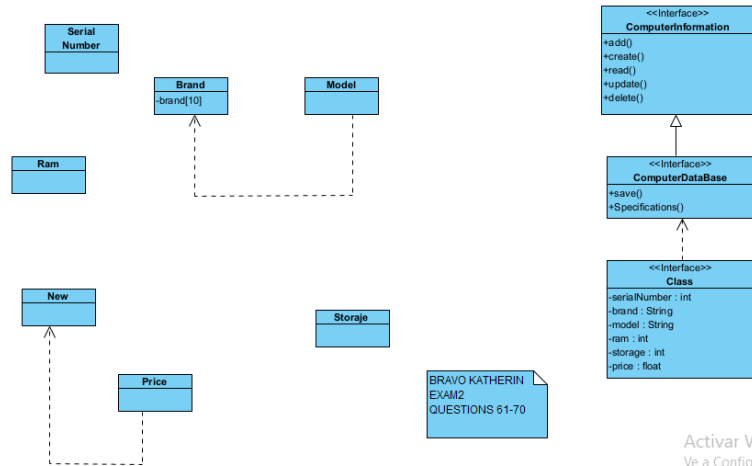 Serial
Number
Brand
-brand[10]
Model
Ram
New
Price
Storaje
BRAVO KATHERIN
EXAM2
QUESTIONS 61-70
<<Interface>>
ComputerInformation
+add()
+create()
+read()
+update()
+delete()
<<Interface>>
ComputerDataBase
+save()
+Specifications()
<<Interface>>
Class
-serialNumber : int
-brand : String
-model : String
-ram : int
-storage : int
-price : float
Activar
Ve a